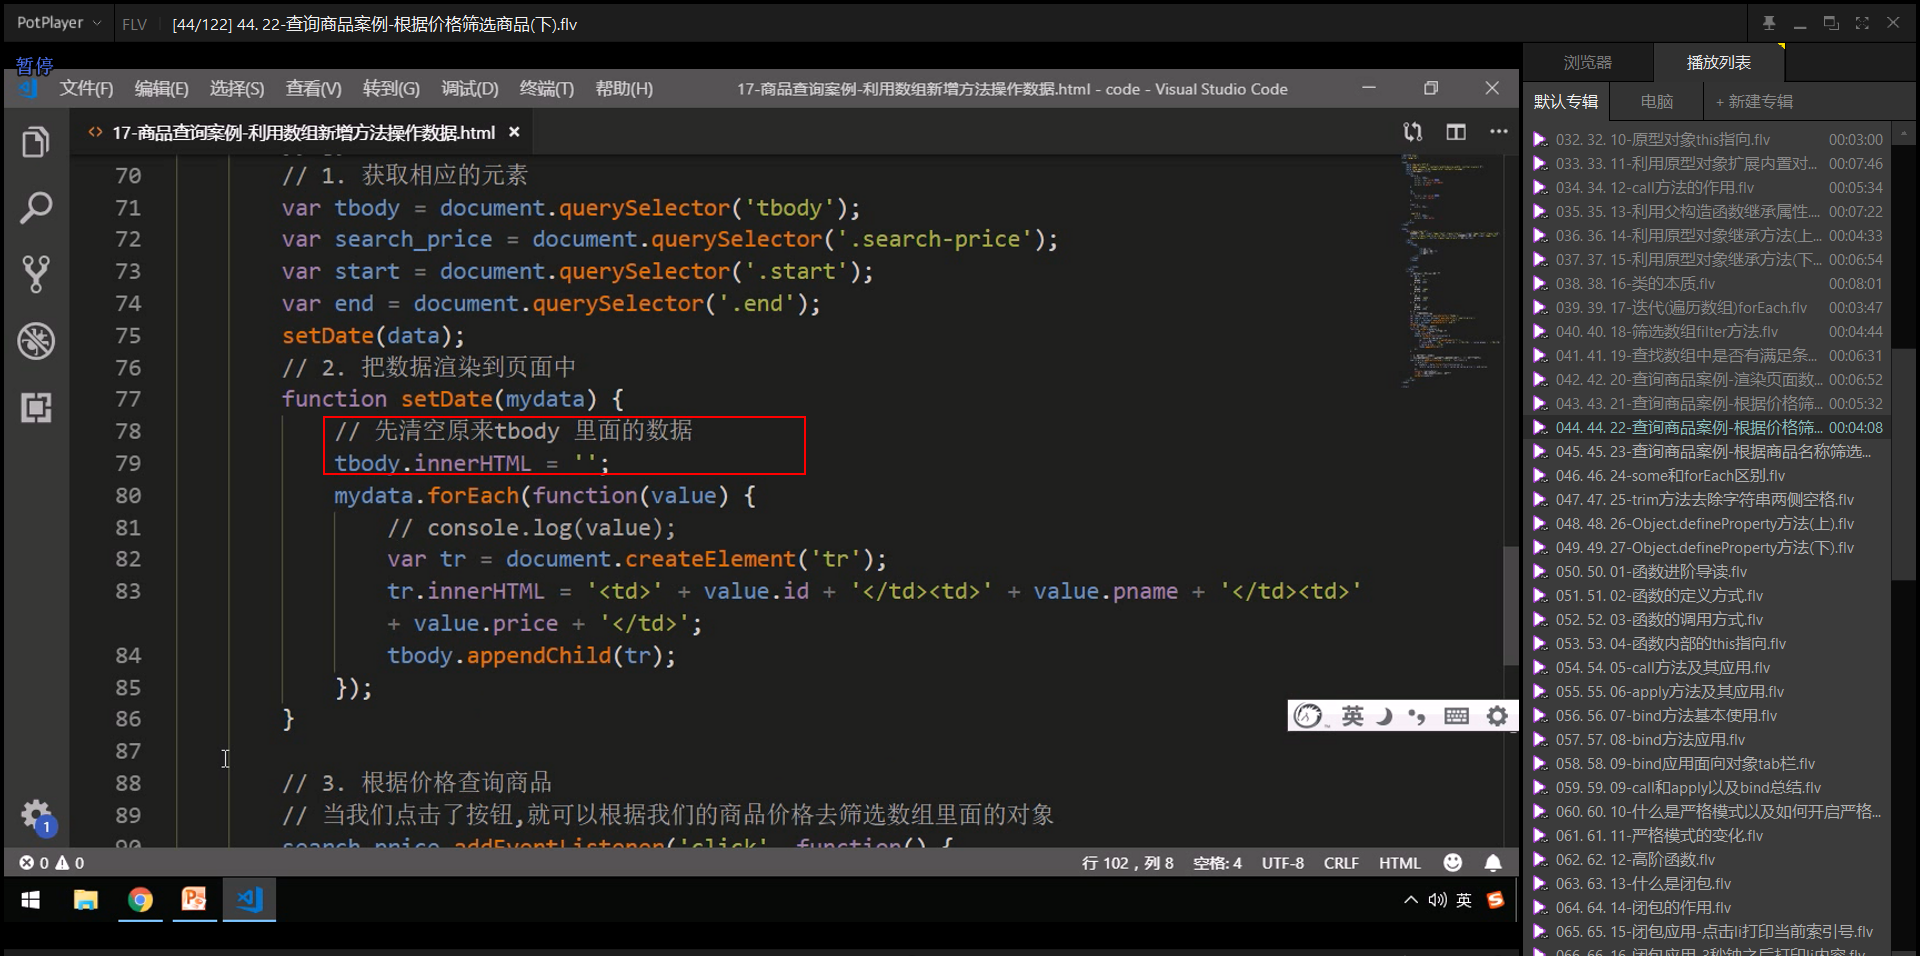 PotPlayer
FLV
[44/122] 44. 22-查询商品案例-根据价格筛选商品(下).flv
暂停
文件(F) 编辑(E) 选择(S) 查看(V) 转到(G) 调试(D) 终端(T) 帮助(H)
17-商品查询案例-利用数组新增方法操作数据.html - code - Visual Studio Code
17-商品查询案例-利用数组新增方法操作数据.html
70 // 1. 获取相应的元素
71 var tbody = document.querySelector('tbody');
72 var search_price = document.querySelector('.search-price');
73 var start = document.querySelector('.start');
74 var end = document.querySelector('.end');
75 setDate(data);
76 // 2. 把数据渲染到页面中
77 function setDate(mydata) {
78 // 先清空原来tbody 里面的数据
79 tbody.innerHTML = '';
80 mydata.forEach(function(value) {
81 // console.log(value);
82 var tr = document.createElement('tr');
83 tr.innerHTML = '<td>' + value.id + '</td><td>' + value.pname + '</td><td>'
+ value.price + '</td>';
84 tbody.appendChild(tr);
85 });
86 }
87
88 // 3. 根据价格查询商品
89 // 当我们点击了按钮,就可以根据我们的商品价格去筛选数组里面的对象
90 search_price.addEventListener('click', function() {
英
1
0 0
行 102，列 8 空格: 4 UTF-8 CRLF HTML
英
浏览器 播放列表
默认专辑 电脑 + 新建专辑
032. 32. 10-原型对象this指向.flv 00:03:00
033. 33. 11-利用原型对象扩展内置对... 00:07:46
034. 34. 12-call方法的作用.flv 00:05:34
035. 35. 13-利用父构造函数继承属性.... 00:07:22
036. 36. 14-利用原型对象继承方法(上... 00:04:33
037. 37. 15-利用原型对象继承方法(下... 00:06:54
038. 38. 16-类的本质.flv 00:08:01
039. 39. 17-迭代(遍历数组)forEach.flv 00:03:47
040. 40. 18-筛选数组filter方法.flv 00:04:44
041. 41. 19-查找数组中是否有满足条... 00:06:31
042. 42. 20-查询商品案例-渲染页面数... 00:06:52
043. 43. 21-查询商品案例-根据价格筛... 00:05:32
044. 44. 22-查询商品案例-根据价格筛... 00:04:08
045. 45. 23-查询商品案例-根据商品名称筛选...
046. 46. 24-some和forEach区别.flv
047. 47. 25-trim方法去除字符串两侧空格.flv
048. 48. 26-Object.defineProperty方法(上).flv
049. 49. 27-Object.defineProperty方法(下).flv
050. 50. 01-函数进阶导读.flv
051. 51. 02-函数的定义方式.flv
052. 52. 03-函数的调用方式.flv
053. 53. 04-函数内部的this指向.flv
054. 54. 05-call方法及其应用.flv
055. 55. 06-apply方法及其应用.flv
056. 56. 07-bind方法基本使用.flv
057. 57. 08-bind方法应用.flv
058. 58. 09-bind应用面向对象tab栏.flv
059. 59. 09-call和apply以及bind总结.flv
060. 60. 10-什么是严格模式以及如何开启严格...
061. 61. 11-严格模式的变化.flv
062. 62. 12-高阶函数.flv
063. 63. 13-什么是闭包.flv
064. 64. 14-闭包的作用.flv
065. 65. 15-闭包应用-点击li打印当前索引号.flv
066. 66. 16-闭包应用-3秒钟之后打印li内容.flv